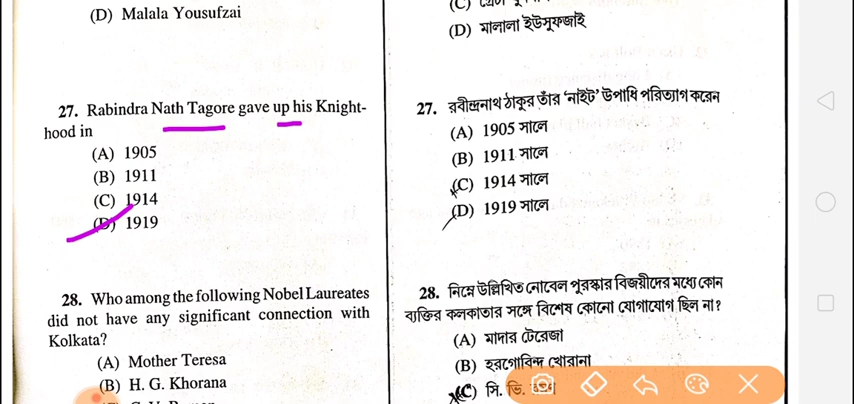 (D) Malala Yousufzai
27. Rabindra Nath Tagore gave up his Knight-
hood in
(A) 1905
(B) 1911
(C) 1914
(D) 1919
28. Who among the following Nobel Laureates
did not have any significant connection with
Kolkata?
(A) Mother Teresa
(B) H. G. Khorana
(C)
(D) মালালা ইউসুফজাই
27. রবীন্দ্রনাথ ঠাকুর তাঁর ‘নাইট’ উপাধি পরিত্যাগ করেন
(A) 1905 সালে
(B) 1911 সালে
(C) 1914 সালে
(D) 1919 সালে
28. নিম্নে উল্লিখিত নোবেল পুরস্কার বিজয়ীদের মধ্যে কোন
ব্যক্তির কলকাতার সঙ্গে বিশেষ কোনো যোগাযোগ ছিল না?
(A) মাদার টেরেজা
(B) হরগোবিন্দ খোরানা
(C) সি. ভি.